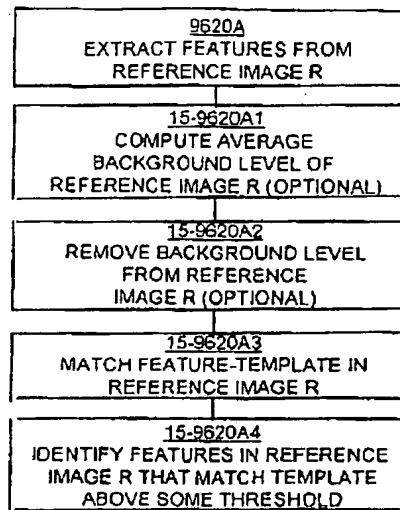 9620A
EXTRACT FEATURES FROM
REFERENCE IMAGE R
15-9620A1
COMPUTE AVERAGE
BACKGROUND LEVEL OF
REFERENCE IMAGE R (OPTIONAL)
15-9620A2
REMOVE BACKGROUND LEVEL
FROM REFERENCE
IMAGE R (OPTIONAL)
15-9620A3
MATCH FEATURE-TEMPLATE IN
REFERENCE IMAGE R
15-9620A4
IDENTIFY FEATURES IN REFERENCE
IMAGE R THAT MATCH TEMPLATE
ABOVE SOME THRESHOLD